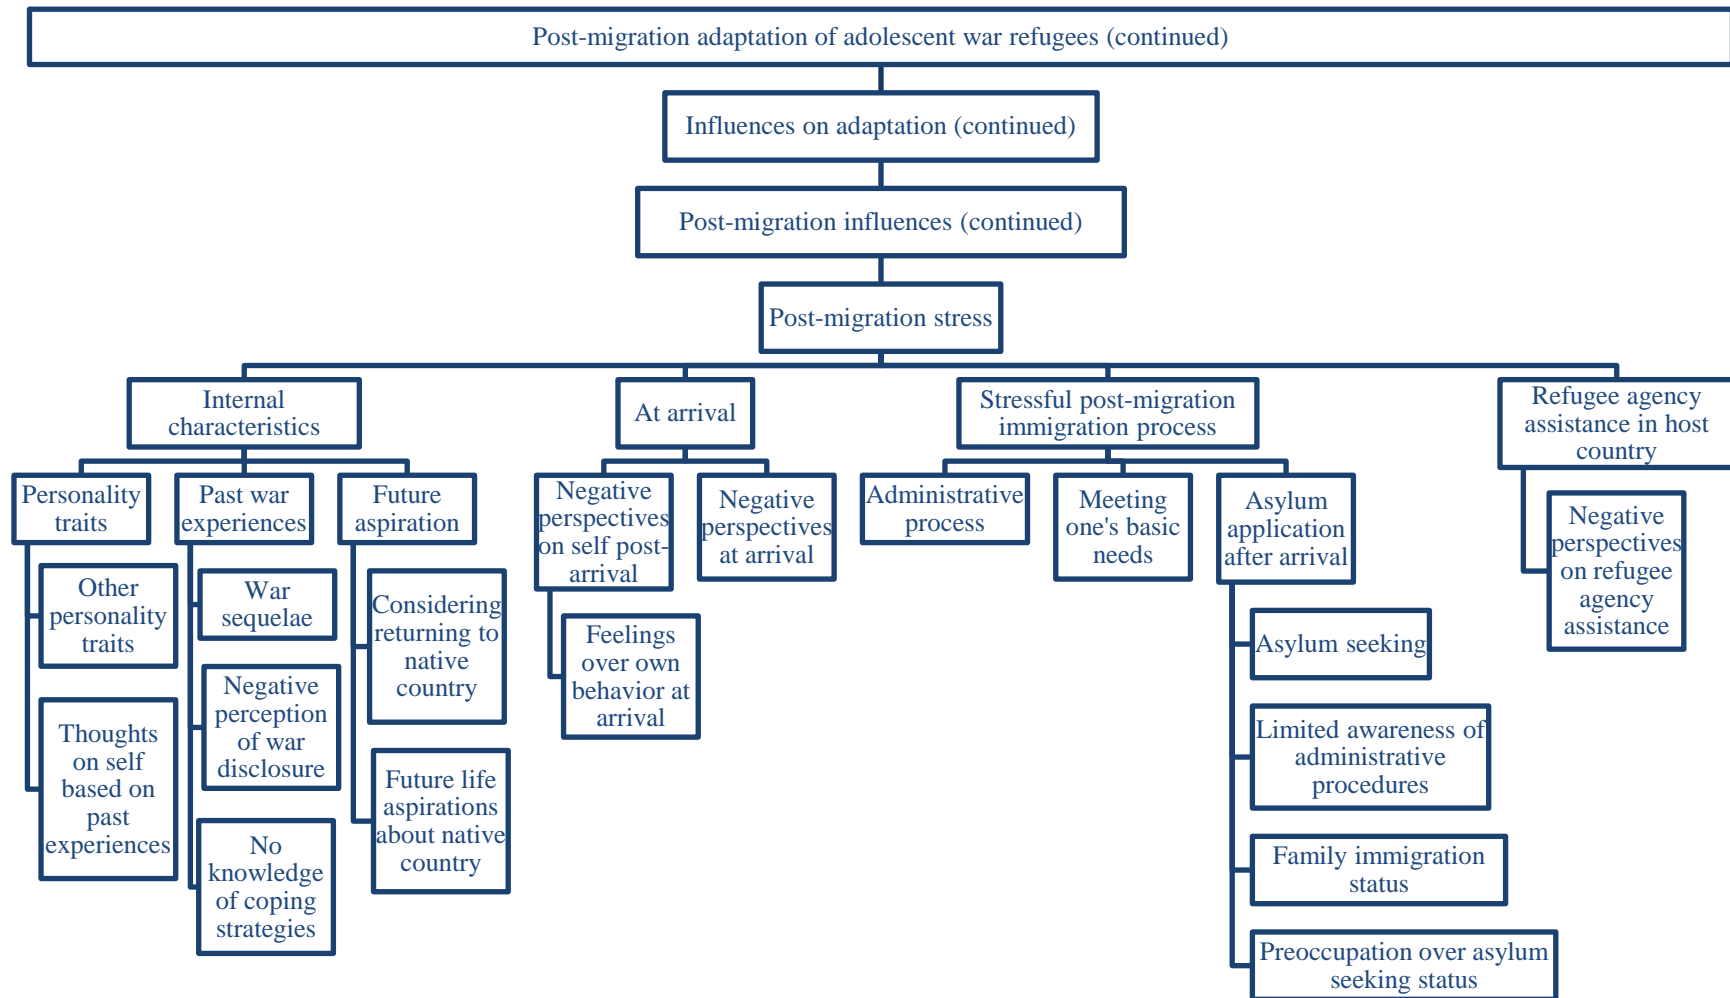 Post-migration adaptation of adolescent war refugees (continued)
Influences on adaptation (continued)
Post-migration influences (continued)
Post-migration stress
Internal
characteristics
At arrival
Stressful post-migration
immigration process
Refugee agency
assistance in host
country
Personality
traits
Past war
experiences
Future
aspiration
Negative
perspectives
on self post-
arrival
Negative
perspectives
at arrival
Administrative
process
Meeting
one's basic
needs
Asylum
application
after arrival
Negative
perspectives
on refugee
agency
assistance
Other
personality
traits
Thoughts
on self
based on
past
experiences
War
sequelae
Negative
perception
of war
disclosure
No
knowledge
of coping
strategies
Considering
returning to
native
country
Future life
aspirations
about native
country
Feelings
over own
behavior at
arrival
Asylum seeking
Limited awareness of
administrative
procedures
Family immigration
status
Preoccupation over asylum
seeking status